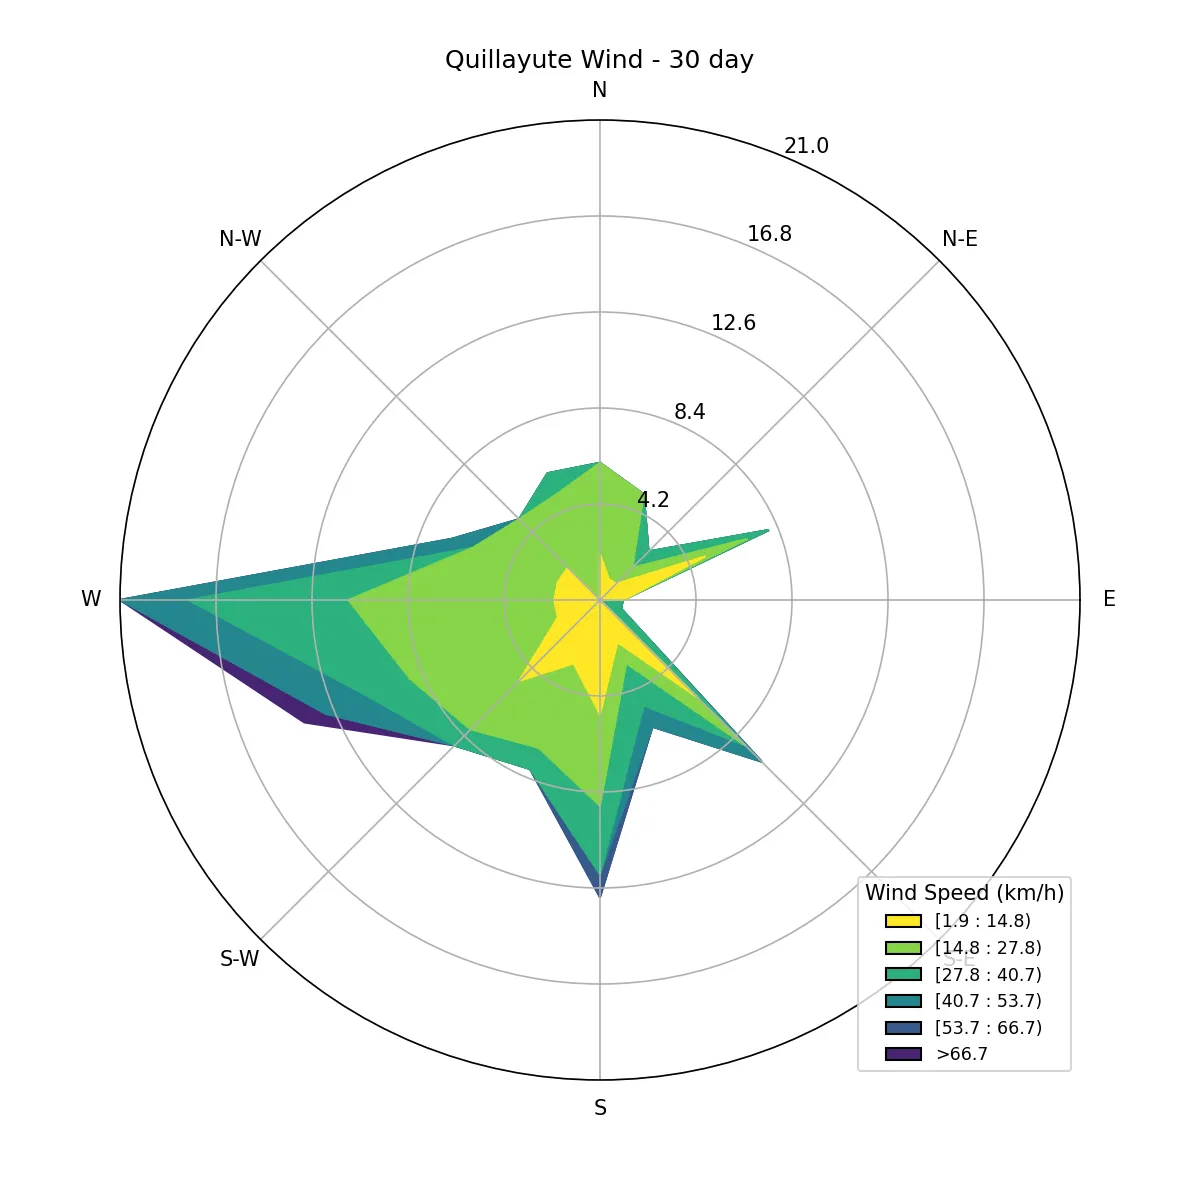 Quillayute Wind - 30 day
N
21.0
N-W
N-E
16.8
12.6
8.4
4.2
W
E
S-W
S-E
S
Wind Speed (km/h)
[1.9 : 14.8)
[14.8 : 27.8)
[27.8 : 40.7)
[40.7 : 53.7)
[53.7 : 66.7)
>66.7